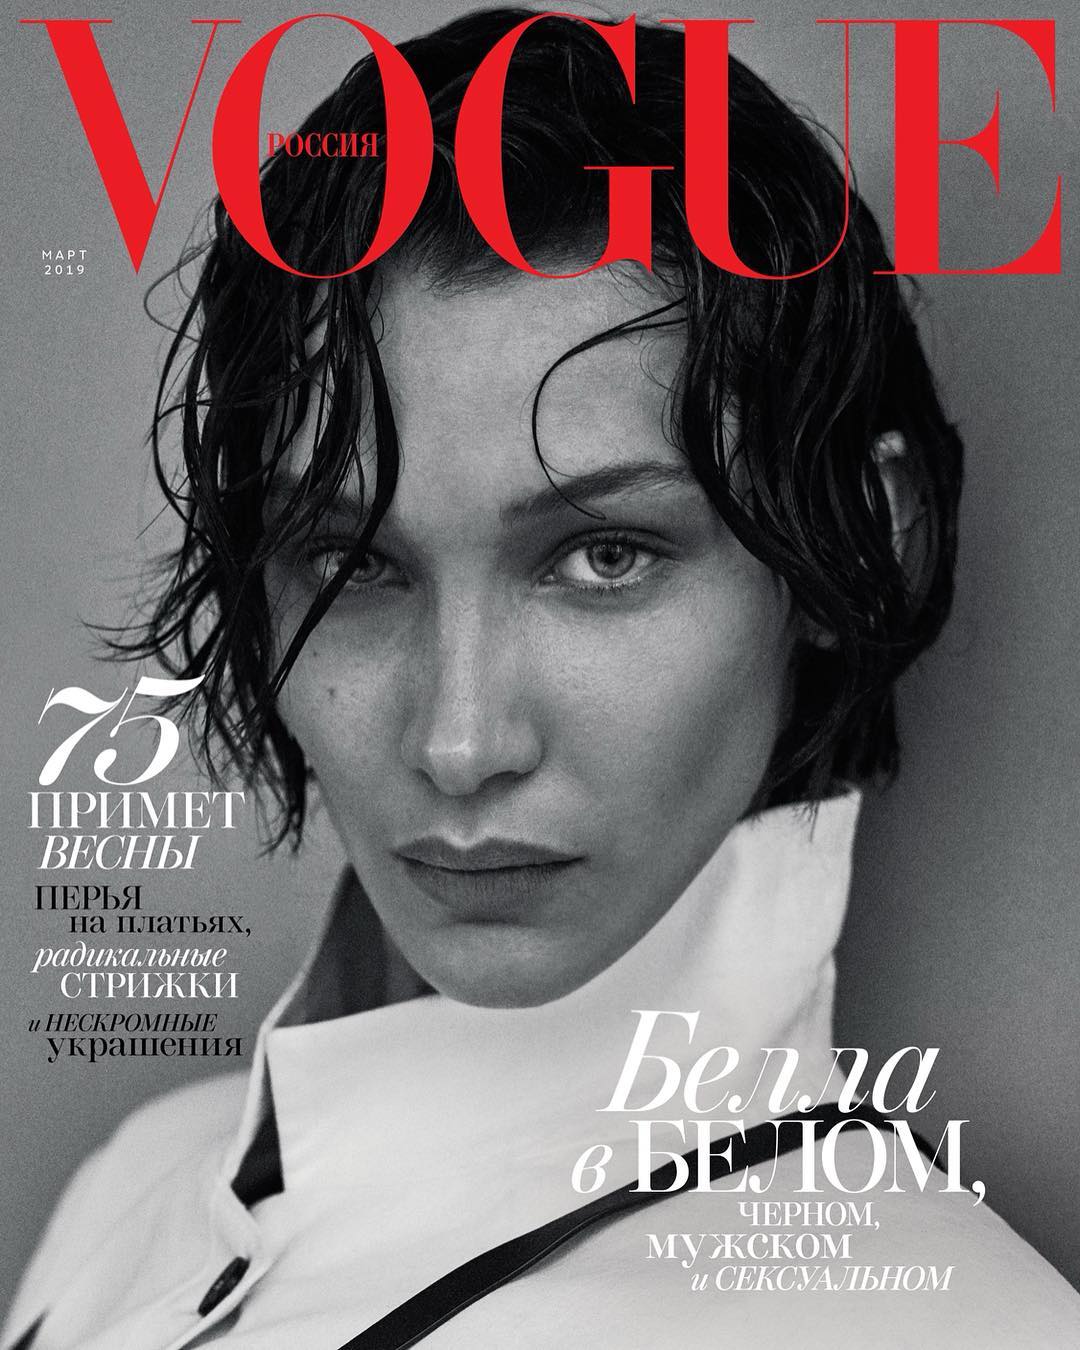 VOGUE
РОССИЯ
МАРТ
2019
75
ПРИМЕТ
ВЕСНЫ
ПЕРЬЯ
на платьях,
радикальные
СТРИЖКИ
и НЕСКРОМНЫЕ
украшения
Белла
в БЕЛОМ,
ЧЕРНОМ,
МУЖСКОМ
и СЕКСУАЛЬНОМ